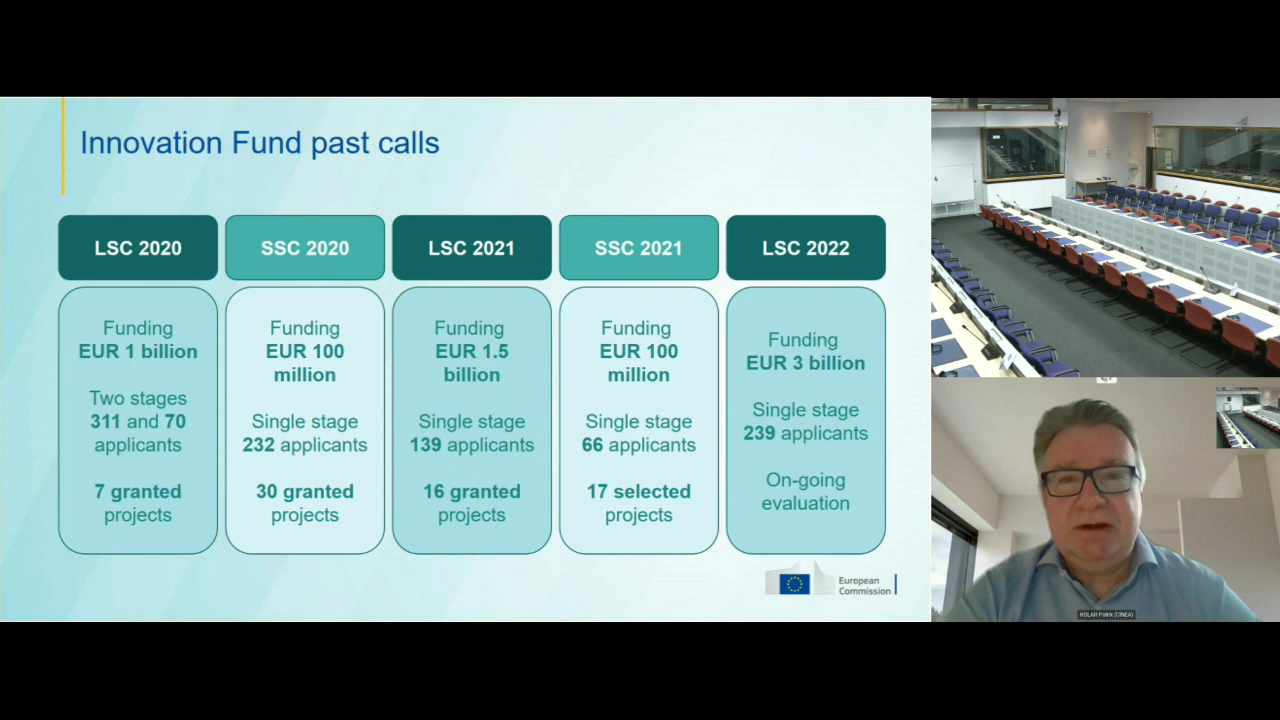 Innovation Fund past calls
LSC 2020
Funding
EUR 1 billion
Two stages
311 and 70
applicants
7 granted
projects
SSC 2020
Funding
EUR 100
million
Single stage
232 applicants
30 granted
projects
LSC 2021
Funding
EUR 1.5
billion
Single stage
139 applicants
16 granted
projects
SSC 2021
Funding
EUR 100
million
Single stage
66 applicants
17 selected
projects
LSC 2022
Funding
EUR 3 billion
Single stage
239 applicants
On-going
evaluation
European
Commission
KOLAR Patrik (CINEA)